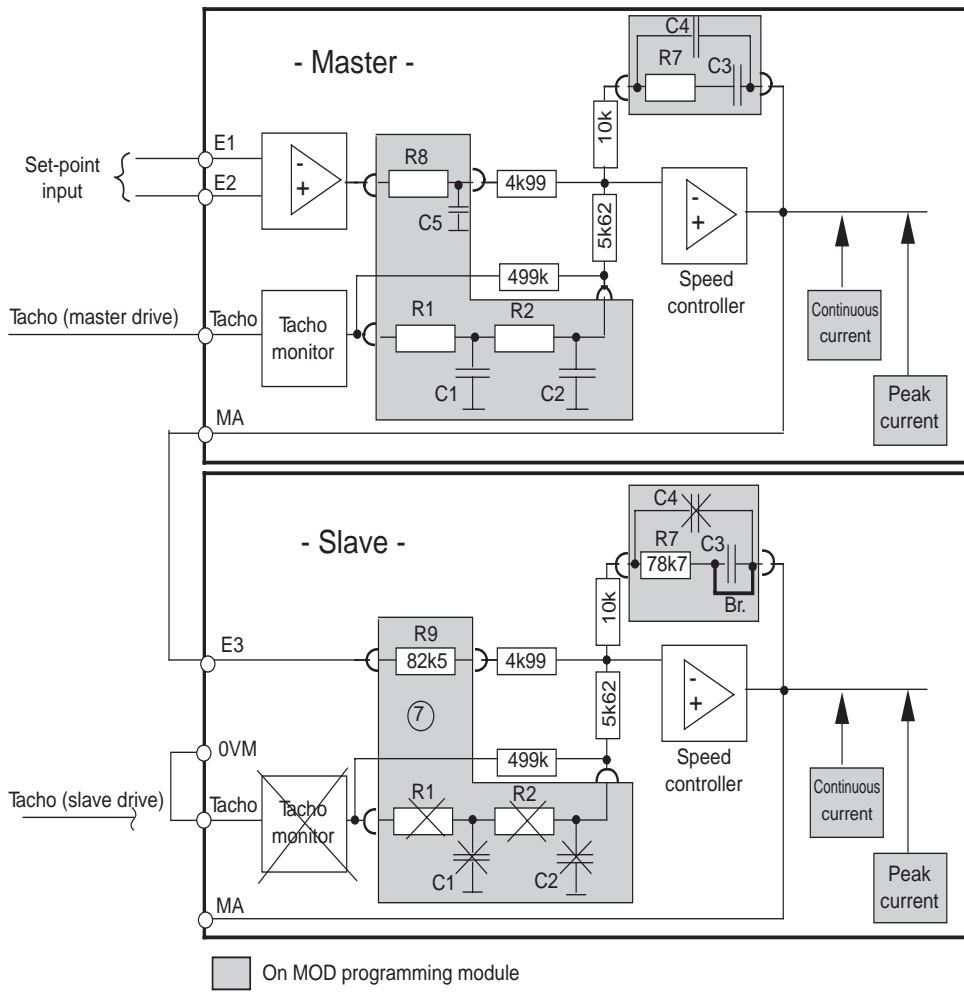 - Master -
C4
R7
C3
10k
E1
Set-point
input
E2
-
+
R8
C5
4k99
5k62
-
+
Speed
controller
499k
Continuous
current
Peak
current
Tacho (master drive)
Tacho
Tacho
monitor
R1
R2
C1
C2
MA
- Slave -
C4
R7
C3
78k7
Br.
10k
E3
R9
82k5
4k99
5k62
-
+
Speed
controller
7
0VM
499k
Continuous
current
Peak
current
Tacho (slave drive)
Tacho
Tacho
monitor
R1
R2
C1
C2
MA
On MOD programming module